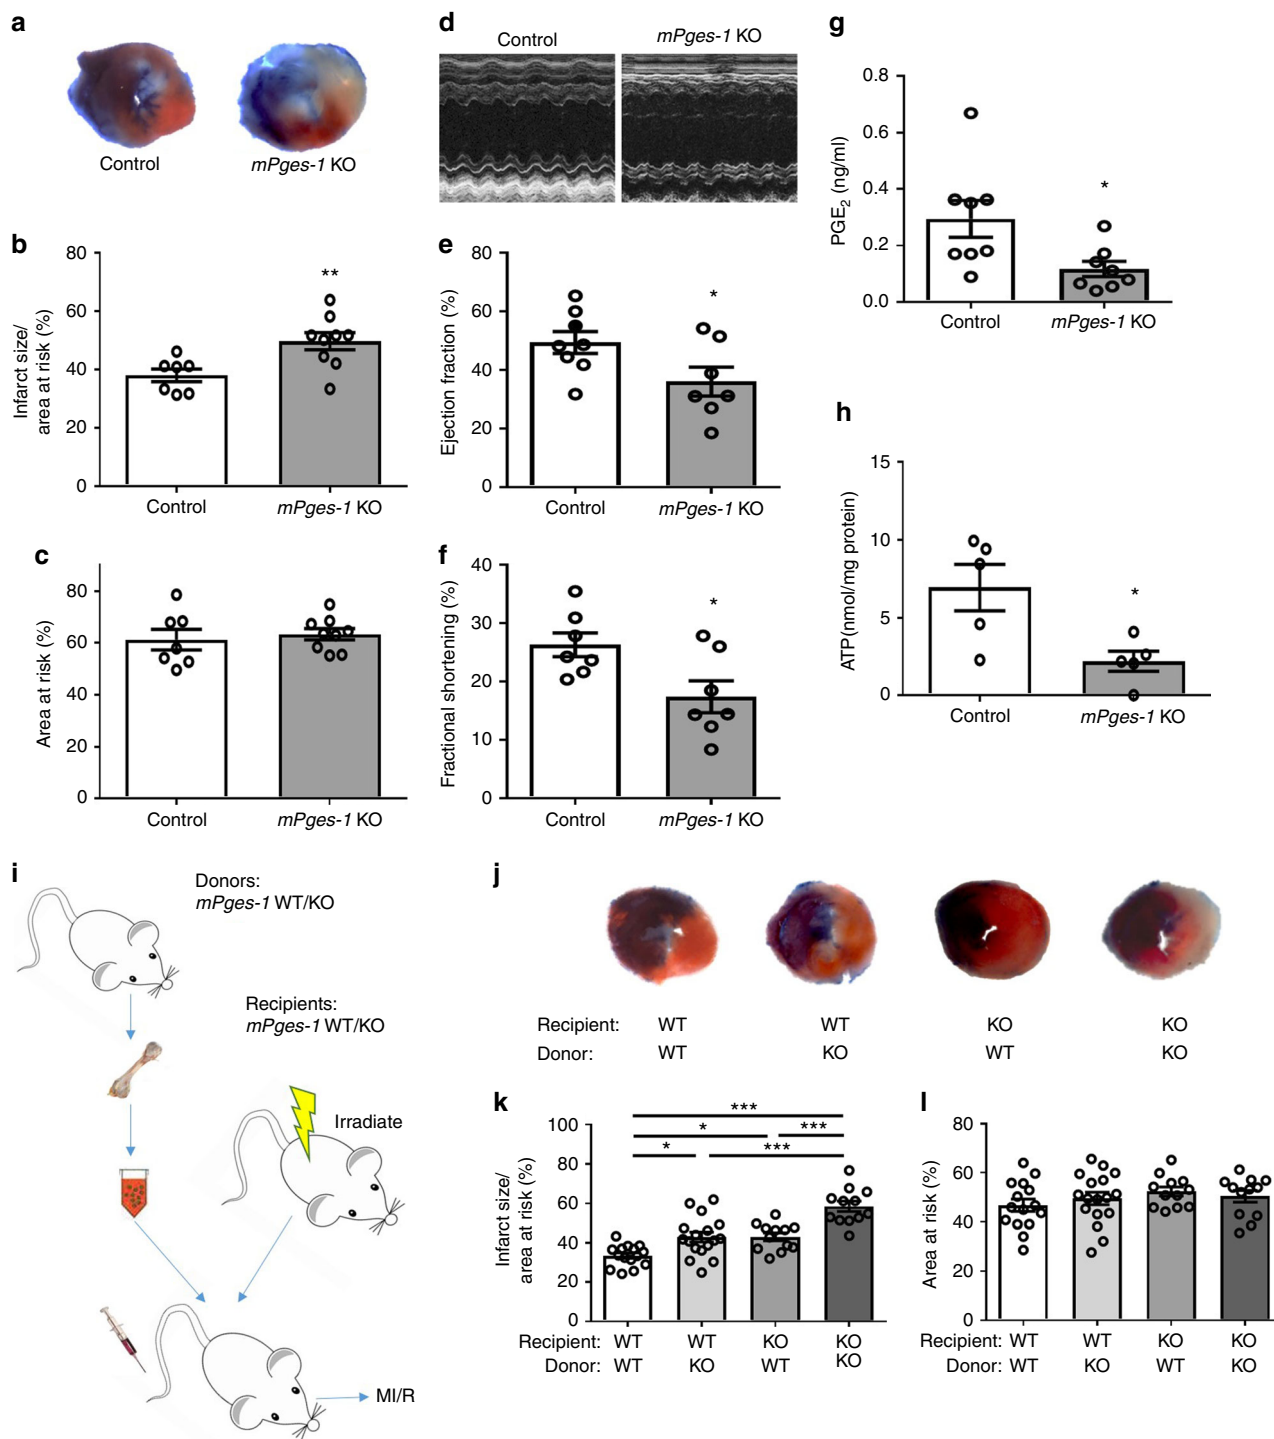 a
Control
mPges-1 KO
b
Infarct size/
area at risk (%)
80
60
40
20
0
**
Control
mPges-1 KO
c
Area at risk (%)
80
60
40
20
0
Control
mPges-1 KO
d
Control
mPges-1 KO
e
Ejection fraction (%)
80
60
40
20
0
*
Control
mPges-1 KO
f
Fractional shortening (%)
40
30
20
10
0
*
Control
mPges-1 KO
g
PGE2 (ng/ml)
0.8
0.6
0.4
0.2
0.0
*
Control
mPges-1 KO
h
ATP (nmol/mg protein)
15
10
5
0
*
Control
mPges-1 KO
i
Donors:
mPges-1 WT/KO
Recipients:
mPges-1 WT/KO
Irradiate
MI/R
j
Recipient: WT WT KO KO
Donor: WT KO WT KO
k
Infarct size/
area at risk (%)
100
80
60
40
20
0
***
* ***
* ***
Recipient: WT WT KO KO
Donor: WT KO WT KO
l
Area at risk (%)
80
60
40
20
0
Recipient: WT WT KO KO
Donor: WT KO WT KO